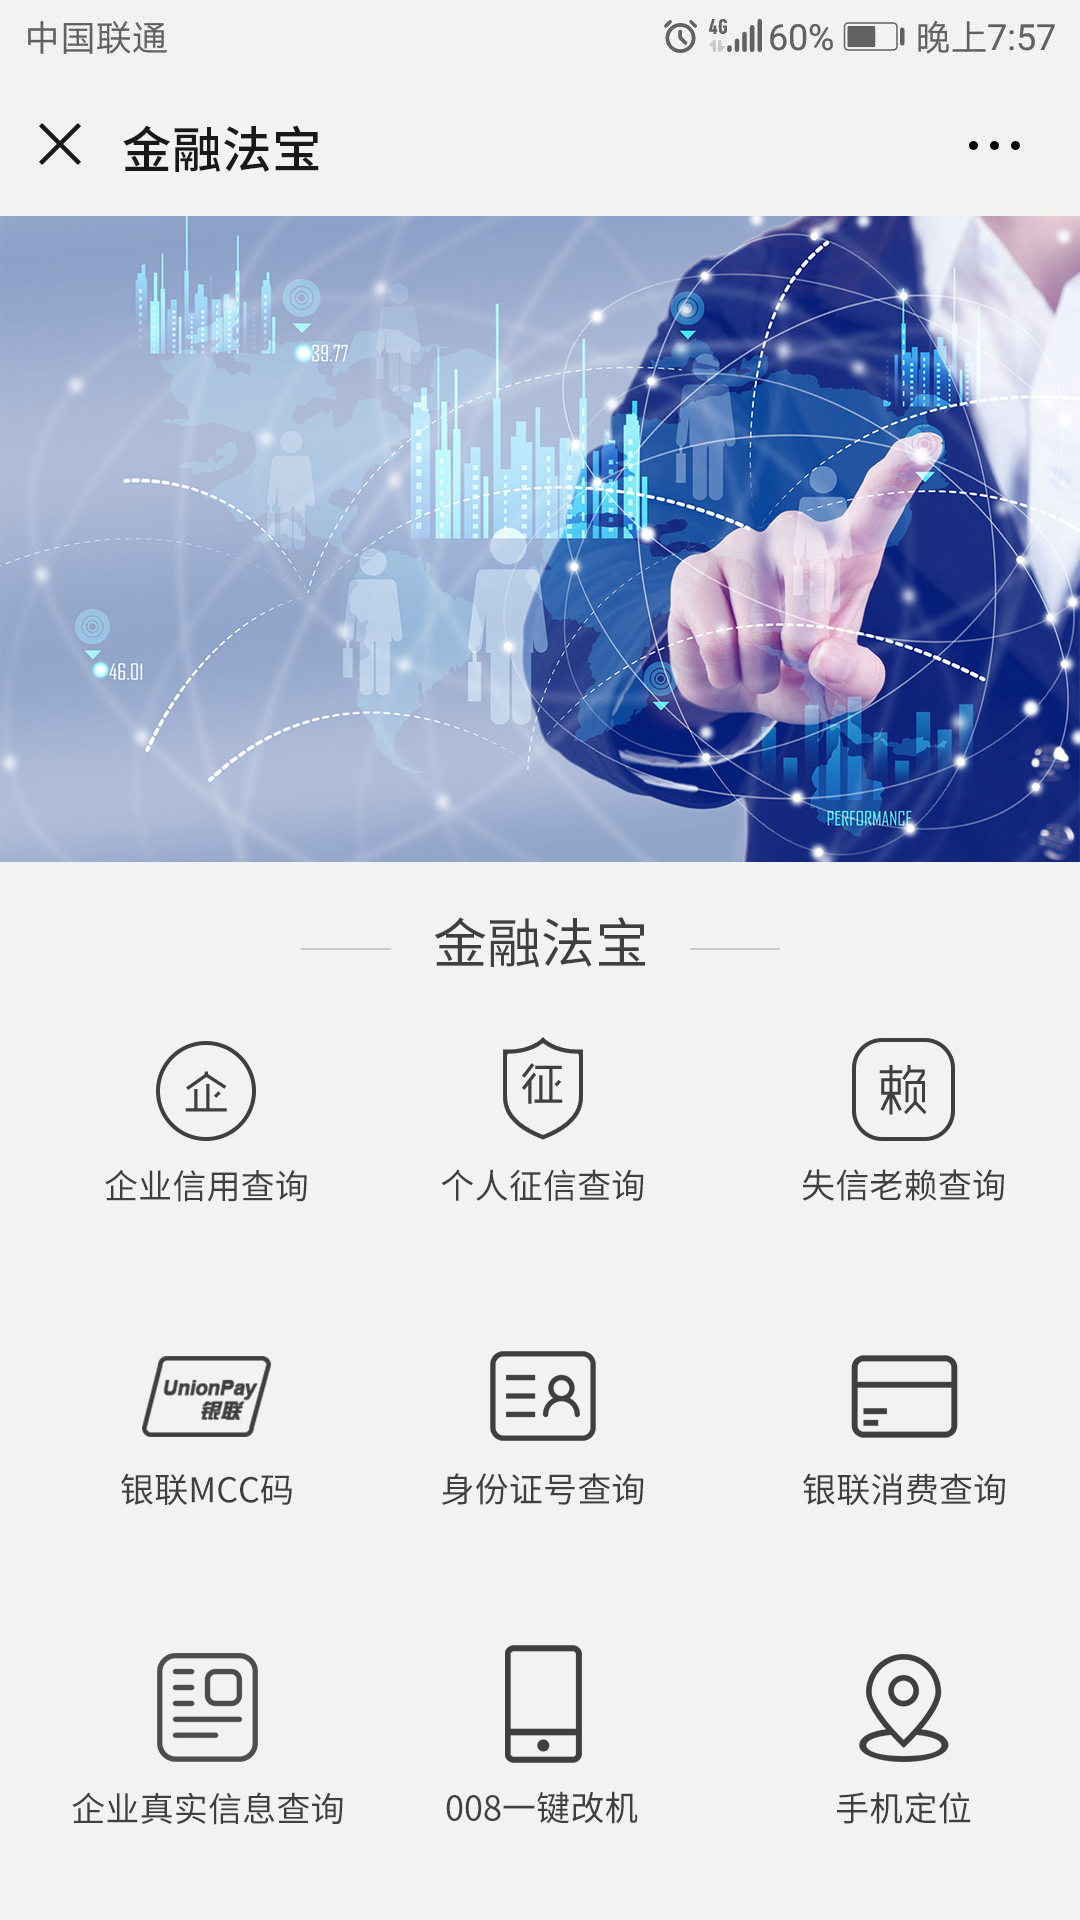 中国联通 4G 60% 晚上7:57
金融法宝
39.77
46.01
PERFORMANCE
金融法宝
企 征 赖
企业信用查询 个人征信查询 失信老赖查询
UnionPay
银联
银联MCC码 身份证号查询 银联消费查询
企业真实信息查询 008一键改机 手机定位